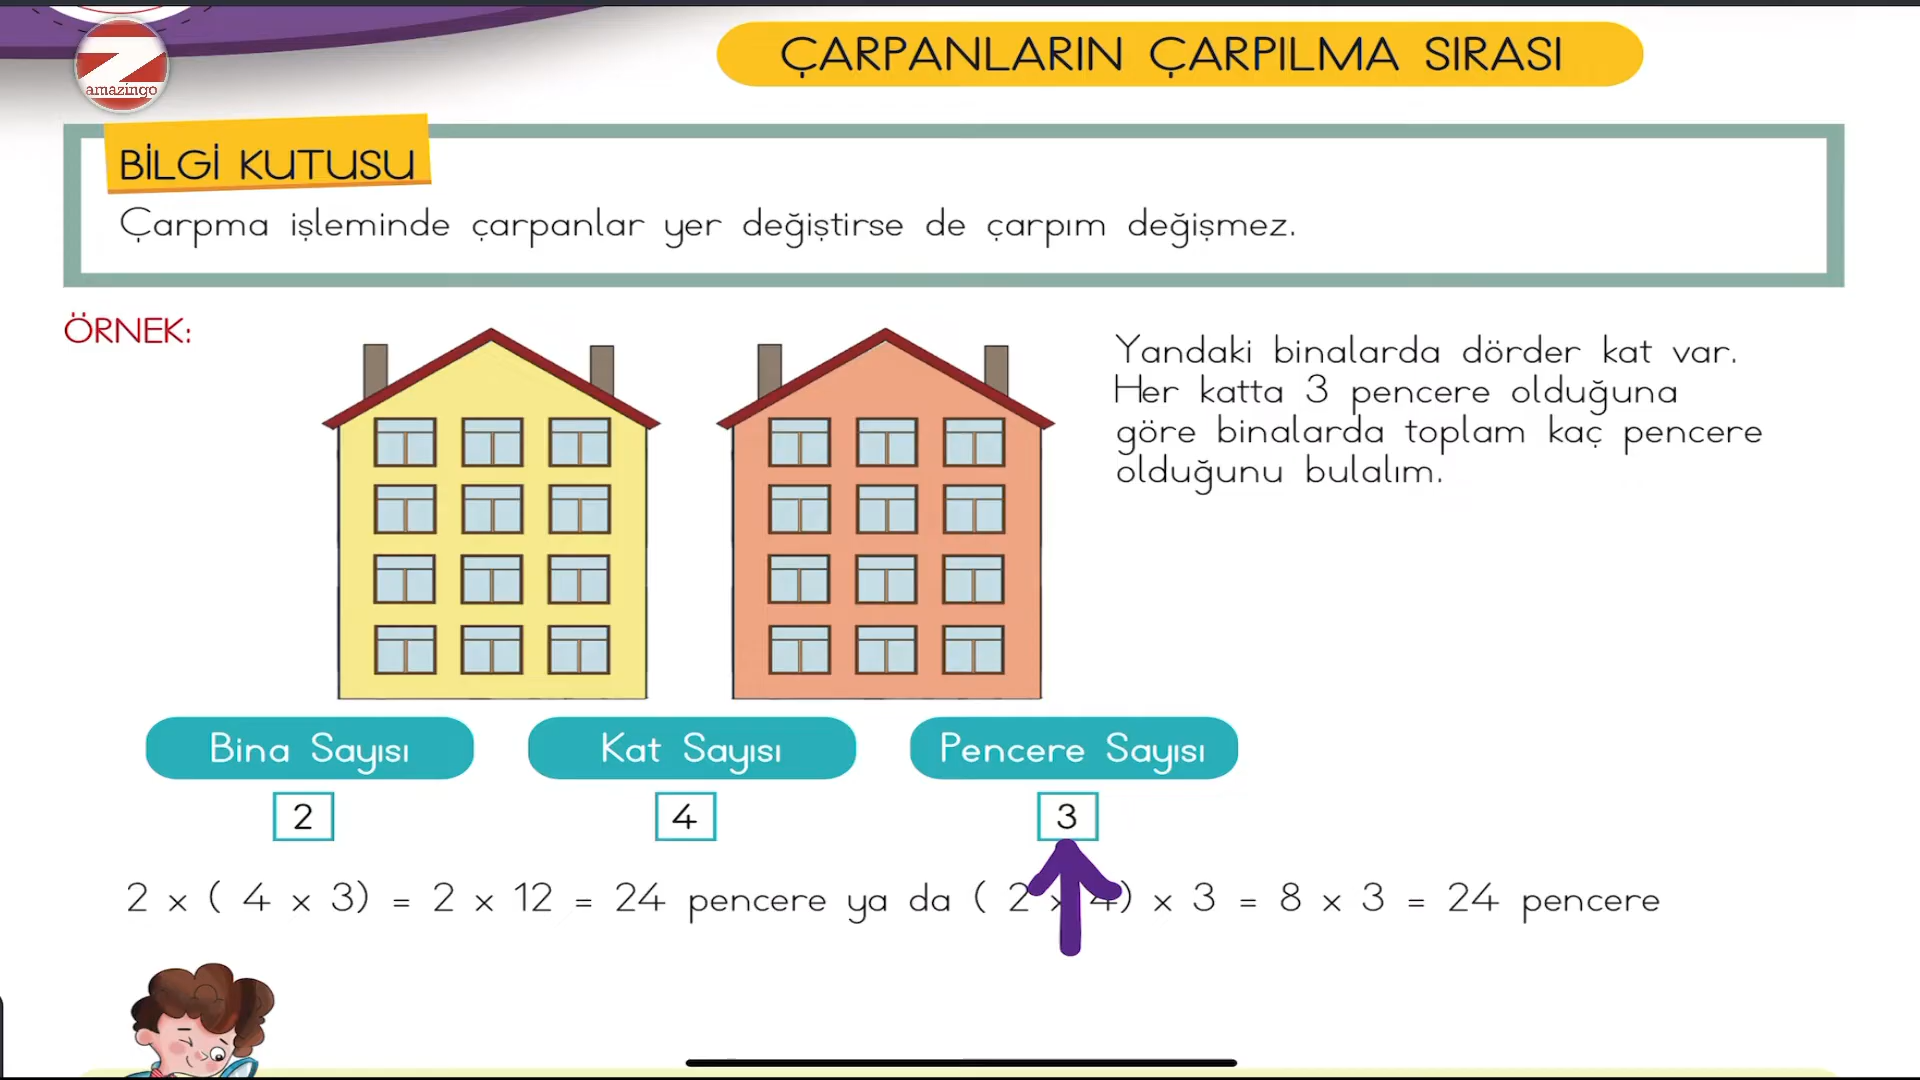 amazingo
ÇARPANLARIN ÇARPILMA SIRASI
BİLGİ KUTUSU
Çarpma işleminde çarpanlar yer değiştirse de çarpım değişmez.
ÖRNEK:
Yandaki binalarda dörder kat var.
Her katta 3 pencere olduğuna
göre binalarda toplam kaç pencere
olduğunu bulalım.
Bina Sayısı
Kat Sayısı
Pencere Sayısı
2
4
3
2 x ( 4 x 3) = 2 x 12 = 24 pencere ya da ( 2 x 4) x 3 = 8 x 3 = 24 pencere